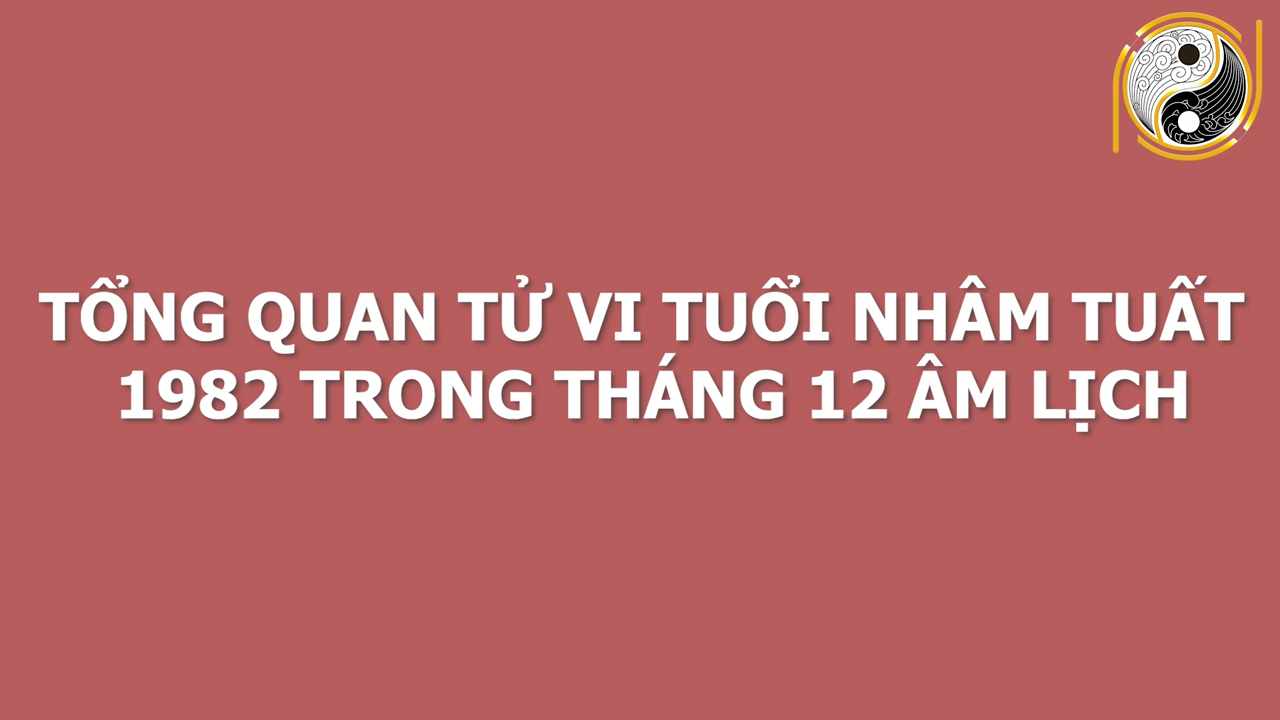 TỔNG QUAN TỬ VI TUỔI NHÂM TUẤT
1982 TRONG THÁNG 12 ÂM LỊCH